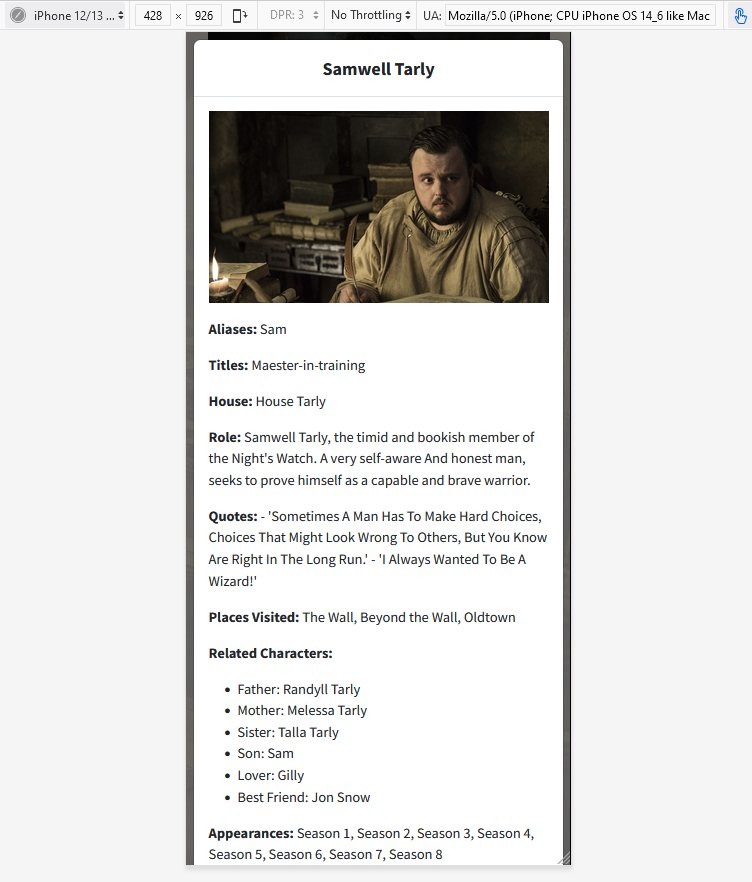 iPhone 12/13 ... 428 × 926 DPR: 3 No Throttling UA: Mozilla/5.0 (iPhone; CPU iPhone OS 14_6 like Mac
Samwell Tarly
Aliases: Sam
Titles: Maester-in-training
House: House Tarly
Role: Samwell Tarly, the timid and bookish member of
the Night's Watch. A very self-aware And honest man,
seeks to prove himself as a capable and brave warrior.
Quotes: - 'Sometimes A Man Has To Make Hard Choices,
Choices That Might Look Wrong To Others, But You Know
Are Right In The Long Run.' - 'I Always Wanted To Be A
Wizard!'
Places Visited: The Wall, Beyond the Wall, Oldtown
Related Characters:
• Father: Randyll Tarly
• Mother: Melessa Tarly
• Sister: Talla Tarly
• Son: Sam
• Lover: Gilly
• Best Friend: Jon Snow
Appearances: Season 1, Season 2, Season 3, Season 4,
Season 5, Season 6, Season 7, Season 8